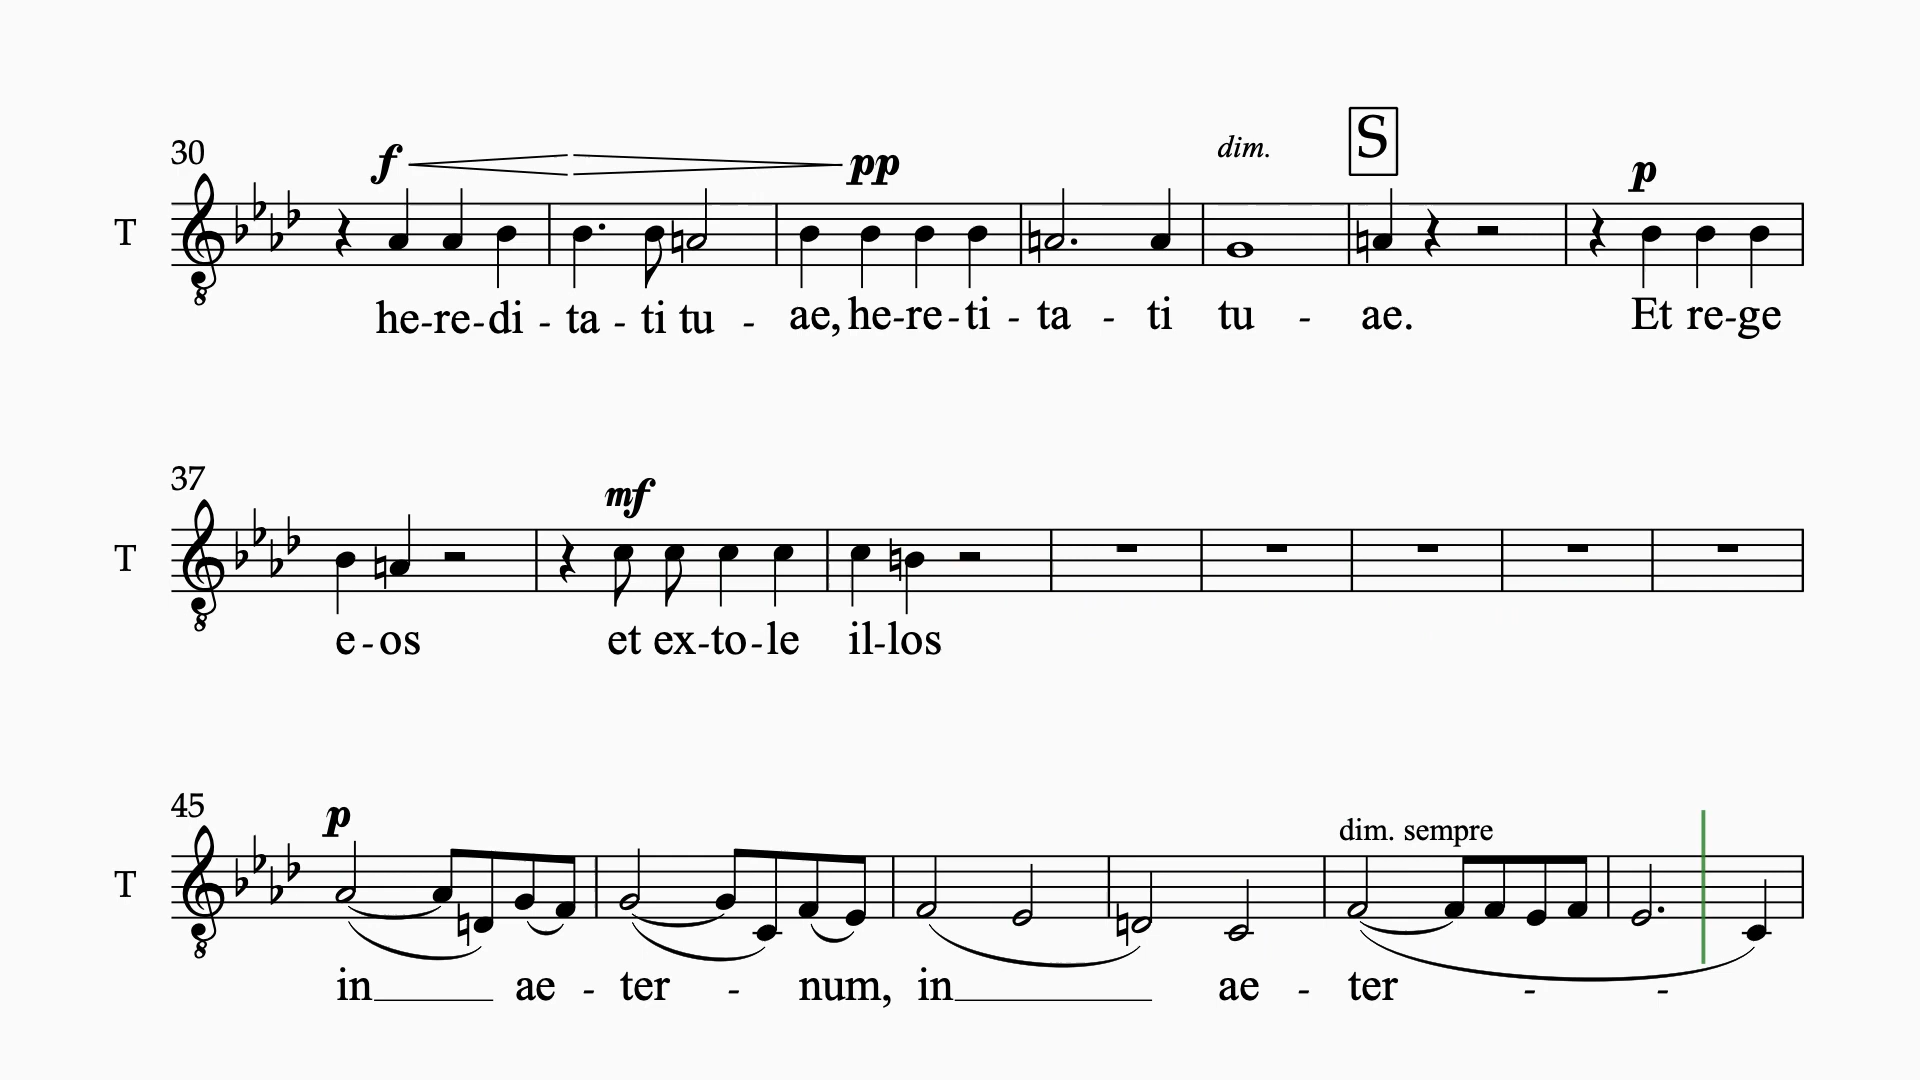 S
30 f pp dim. p
T
he-re-di-ta-ti tu-ae, he-re-ti-ta-ti tu-ae. Et re-ge
37 mf
T
e-os et ex-to-le il-los
45 p dim. sempre
T
in ae-ter-num, in ae-ter--